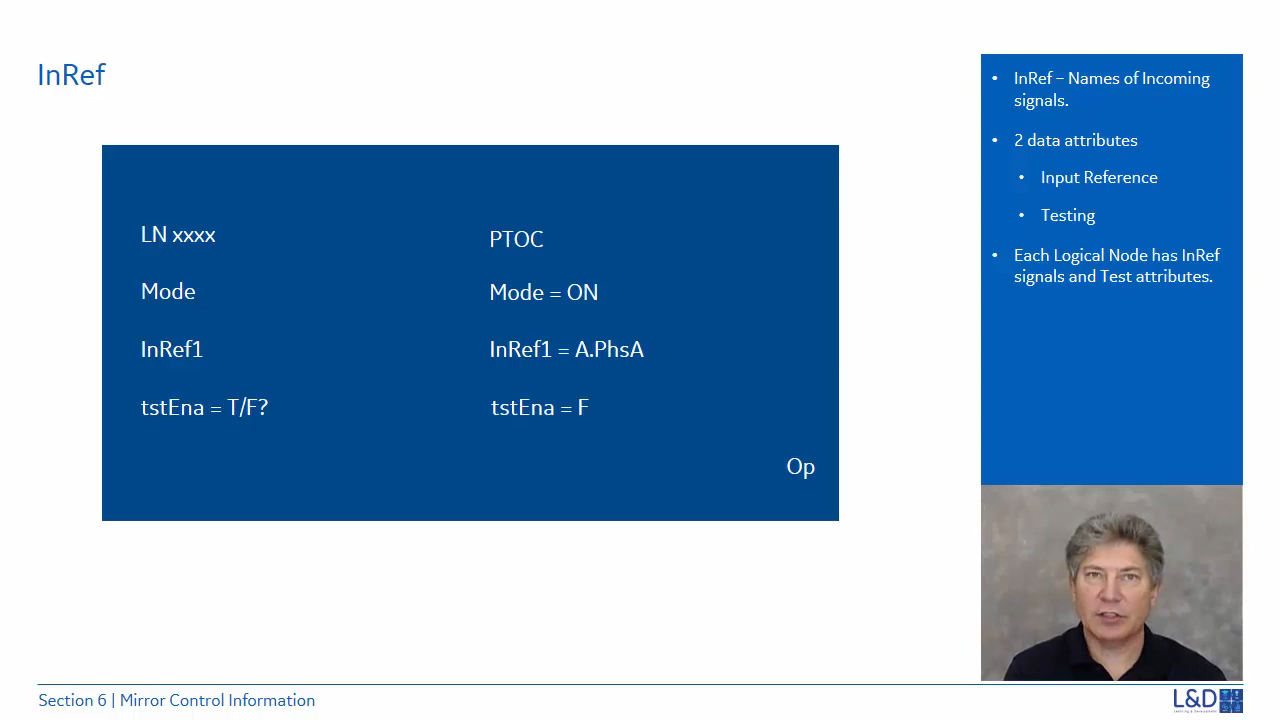 InRef
LN xxxx
PTOC
Mode
Mode = ON
InRef1
InRef1 = A.PhsA
tstEna = T/F?
tstEna = F
Op
• InRef – Names of Incoming
signals.
• 2 data attributes
• Input Reference
• Testing
• Each Logical Node has InRef
signals and Test attributes.
Section 6 | Mirror Control Information
L&D